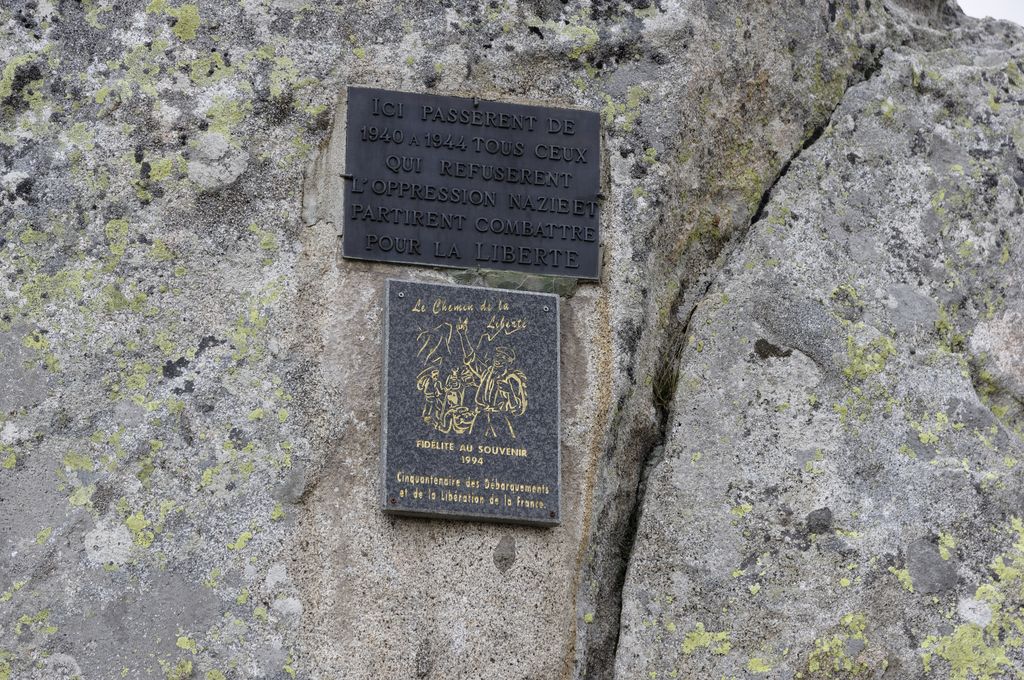 ICI PASSERENT DE
1940 A 1944 TOUS CEUX
QUI REFUSERENT
L'OPPRESSION NAZIE ET
PARTIRENT COMBATTRE
POUR LA LIBERTE
Le Chemin de la
Liberté
FIDELITE AU SOUVENIR
1994
Cinquantenaire des Débarquements
et de la Libération de la France.